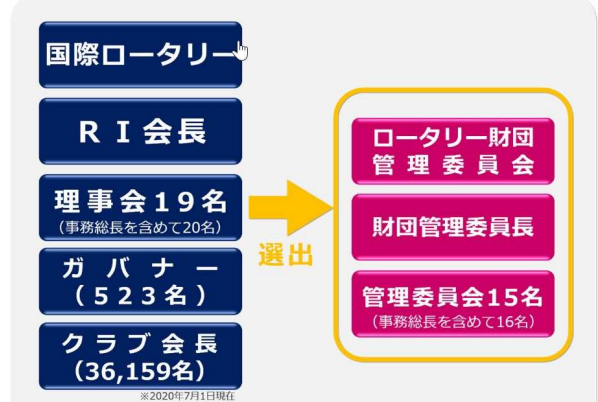 国際ロータリー
RI会長
理事会19名
(事務総長を含めて20名)
ガバナー
(523名)
クラブ会長
(36,159名)
※2020年7月1日現在
選出
ロータリー財団
管理委員会
財団管理委員長
管理委員会15名
(事務総長を含めて16名)